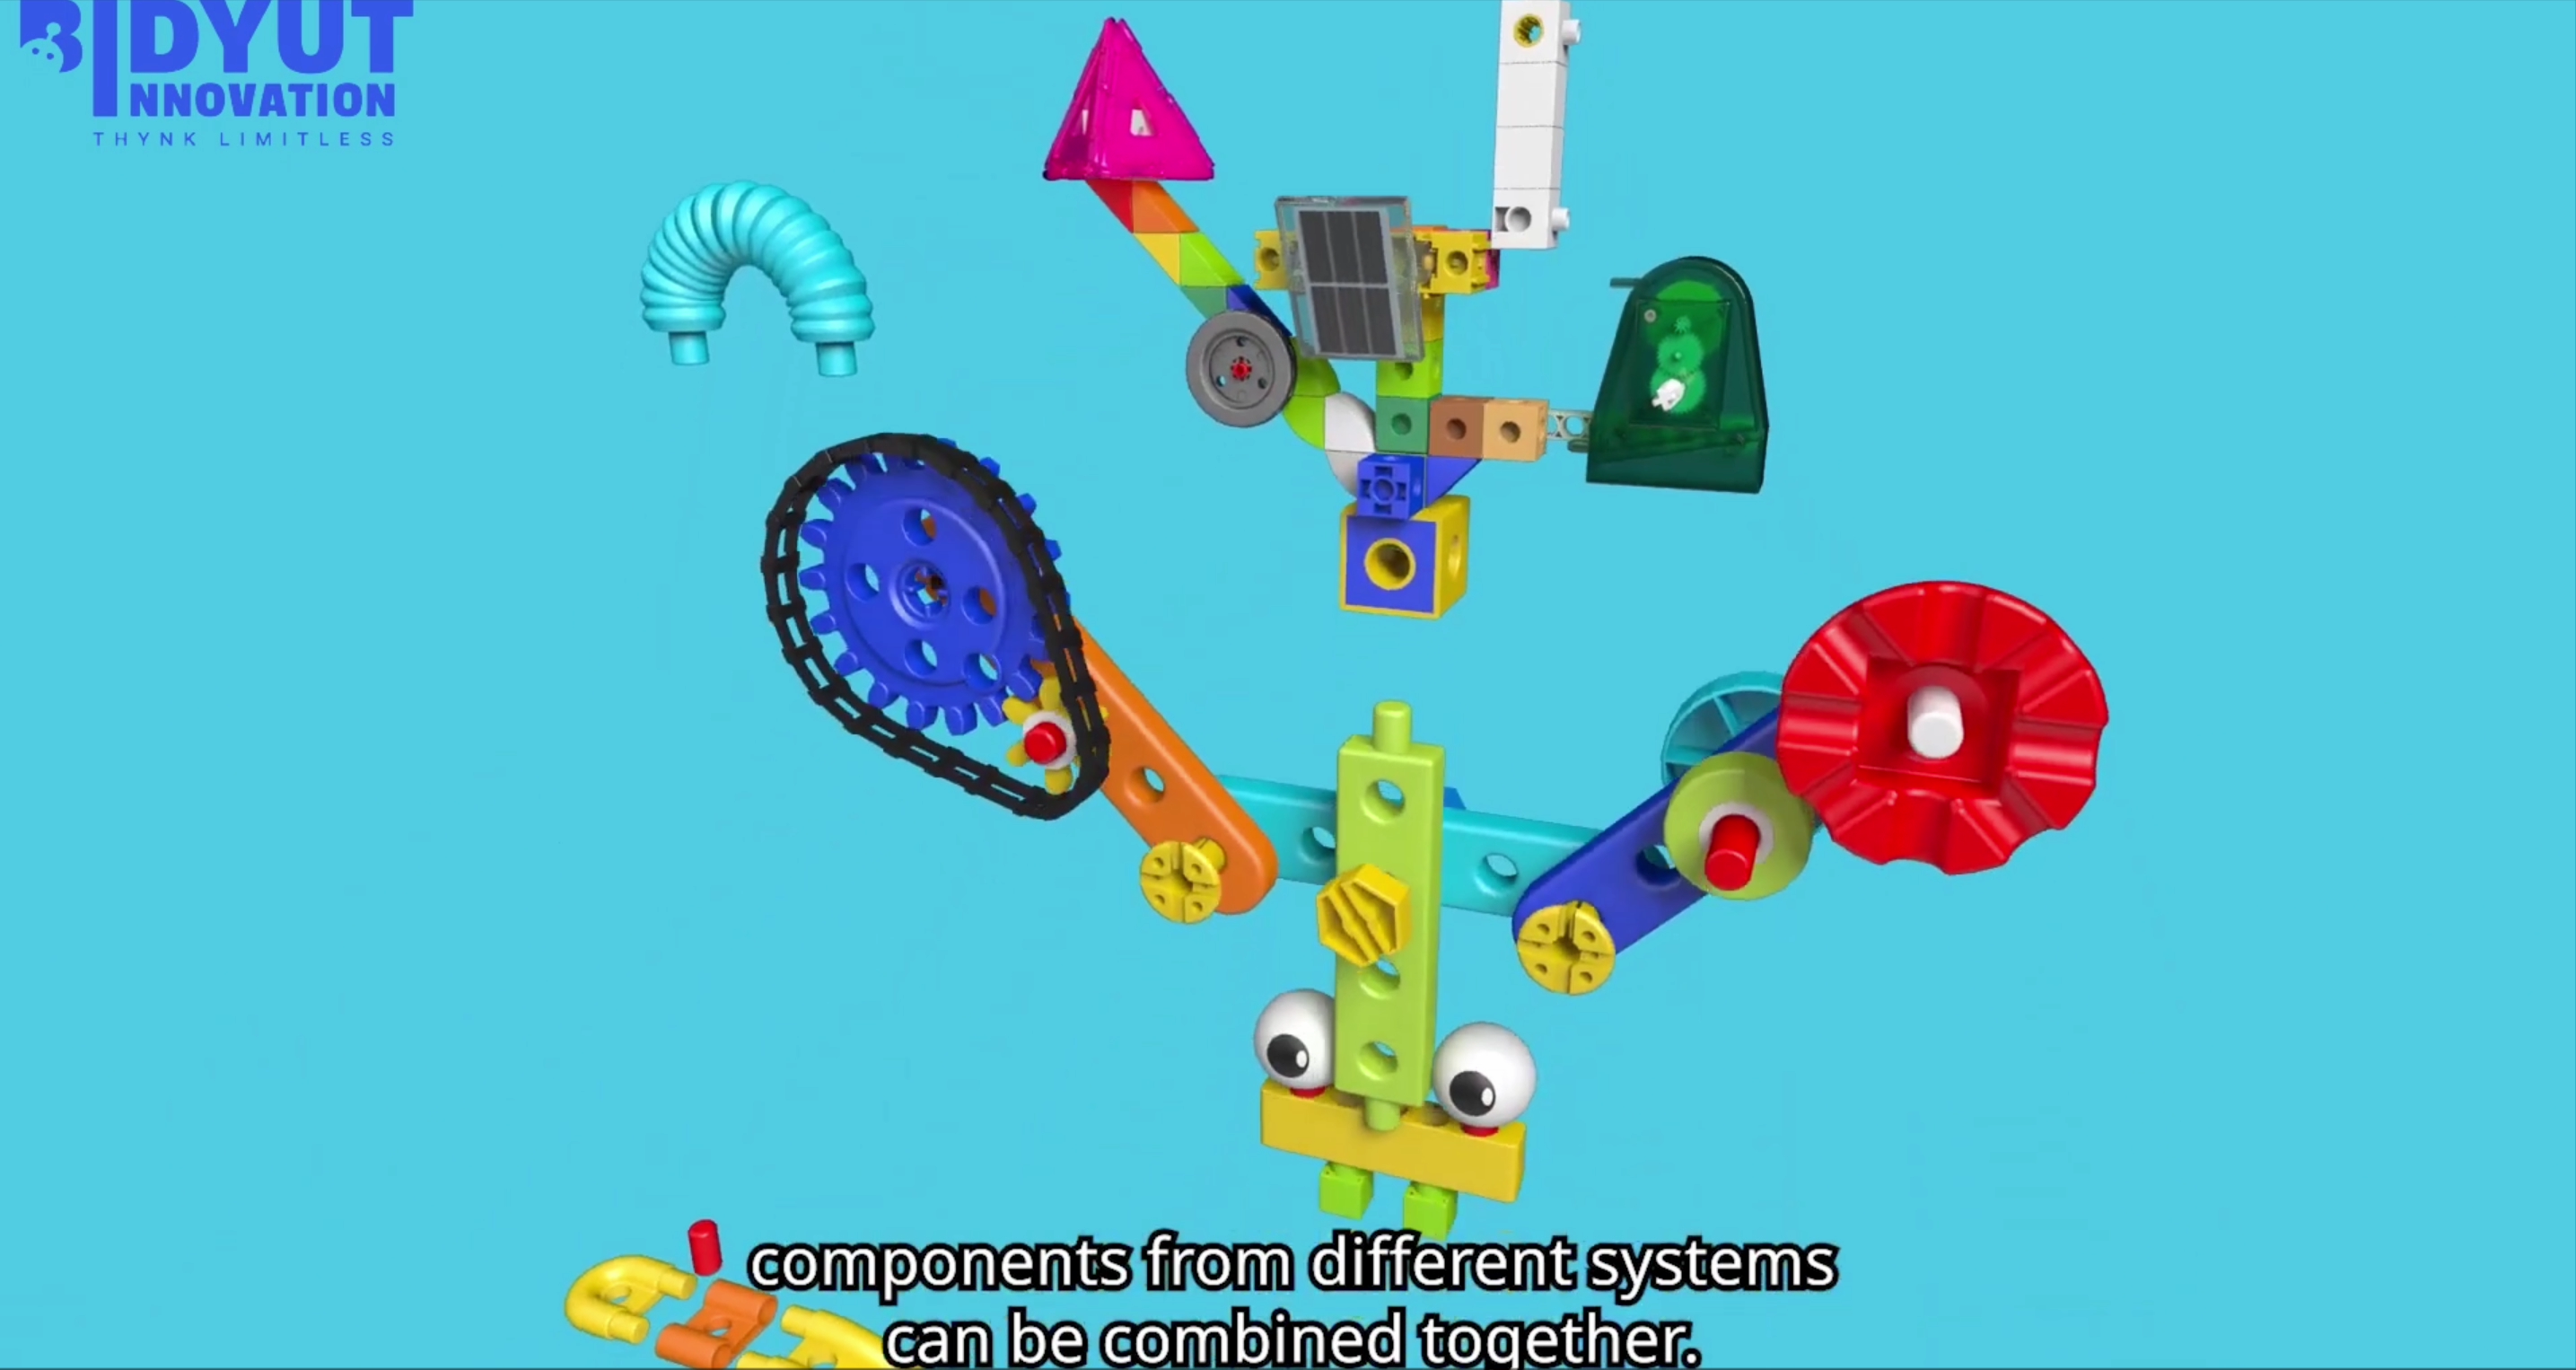 BIDYUT
INNOVATION
THYNK LIMITLESS
components from different systems
can be combined together.